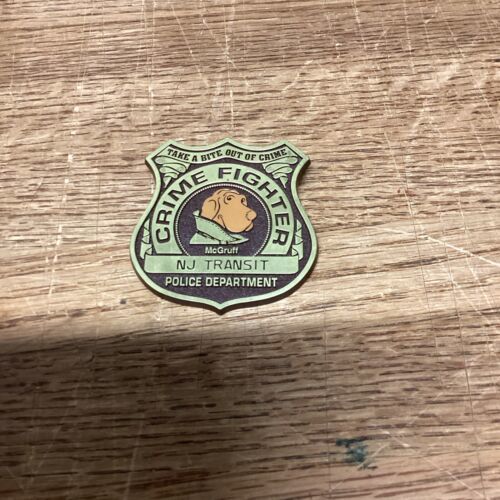 TAKE A BITE OUT OF CRIME
CRIME FIGHTER
McGruff
NJ TRANSIT
POLICE DEPARTMENT